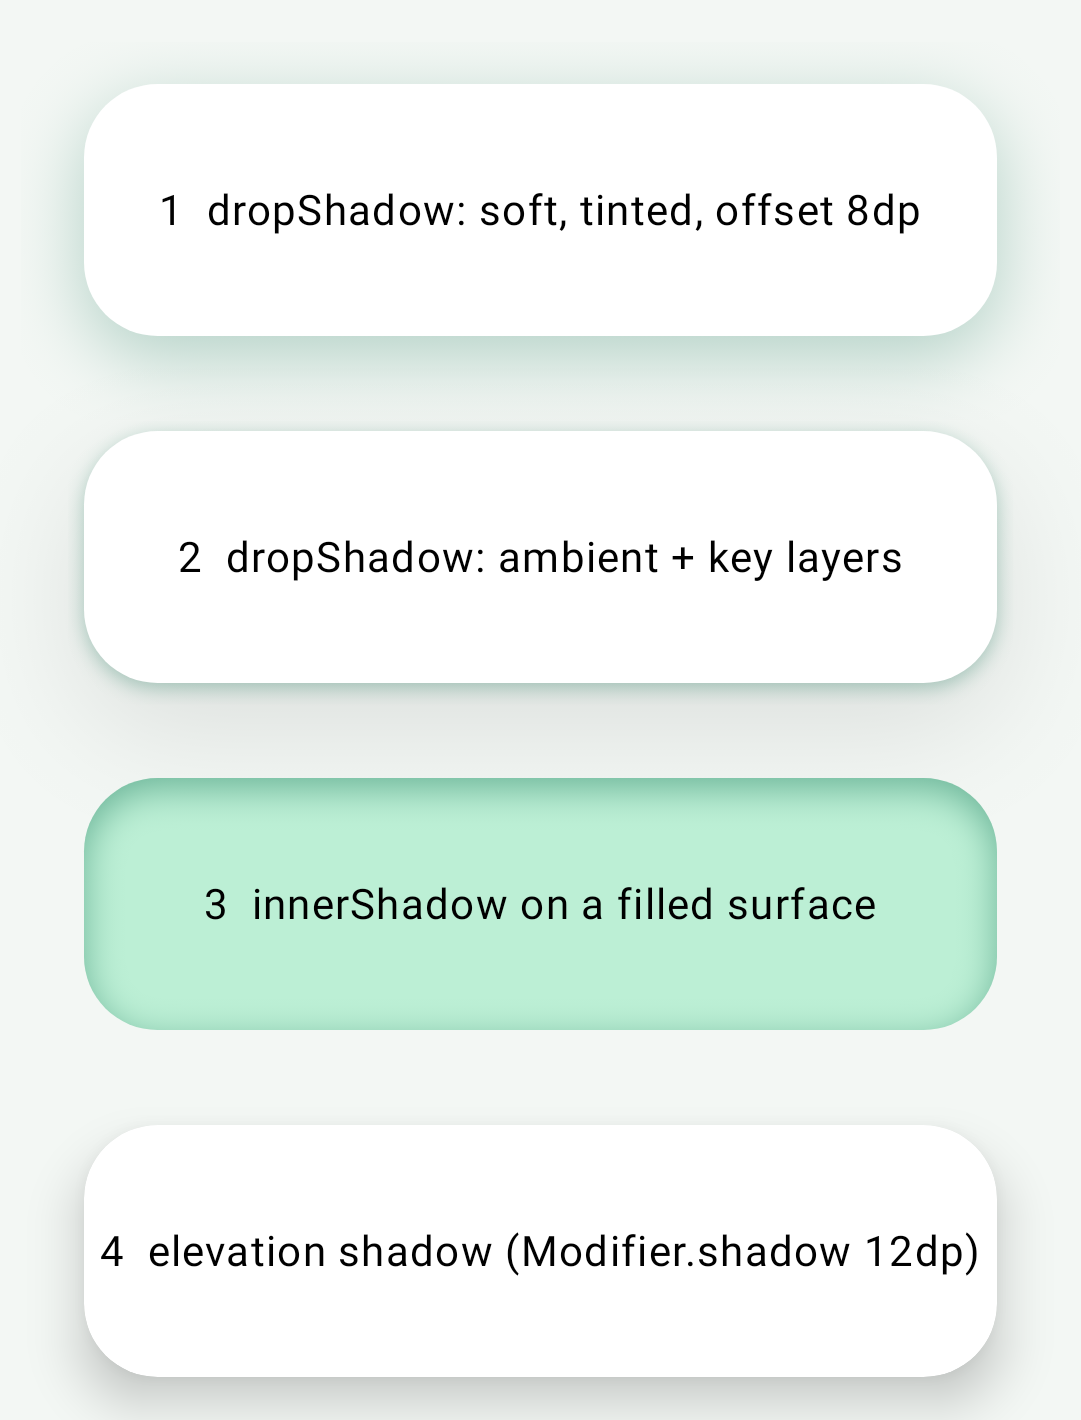 1 dropShadow: soft, tinted, offset 8dp
2 dropShadow: ambient + key layers
3 innerShadow on a filled surface
4 elevation shadow (Modifier.shadow 12dp)